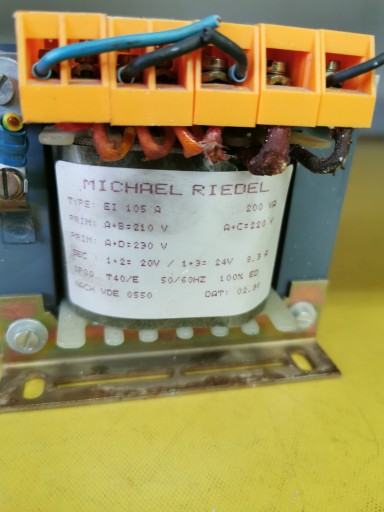 MICHAEL RIEDEL
TYPE: EI 105 A 200 VA
PRIM: A+B=210 V A+C=220 V
PRIM: A+D=230 V
SEC : 1+2= 20V / 1+3= 24V 8.3 A
T40/E 50/60HZ 100% ED
NACH VDE 0550 DAT: 02.